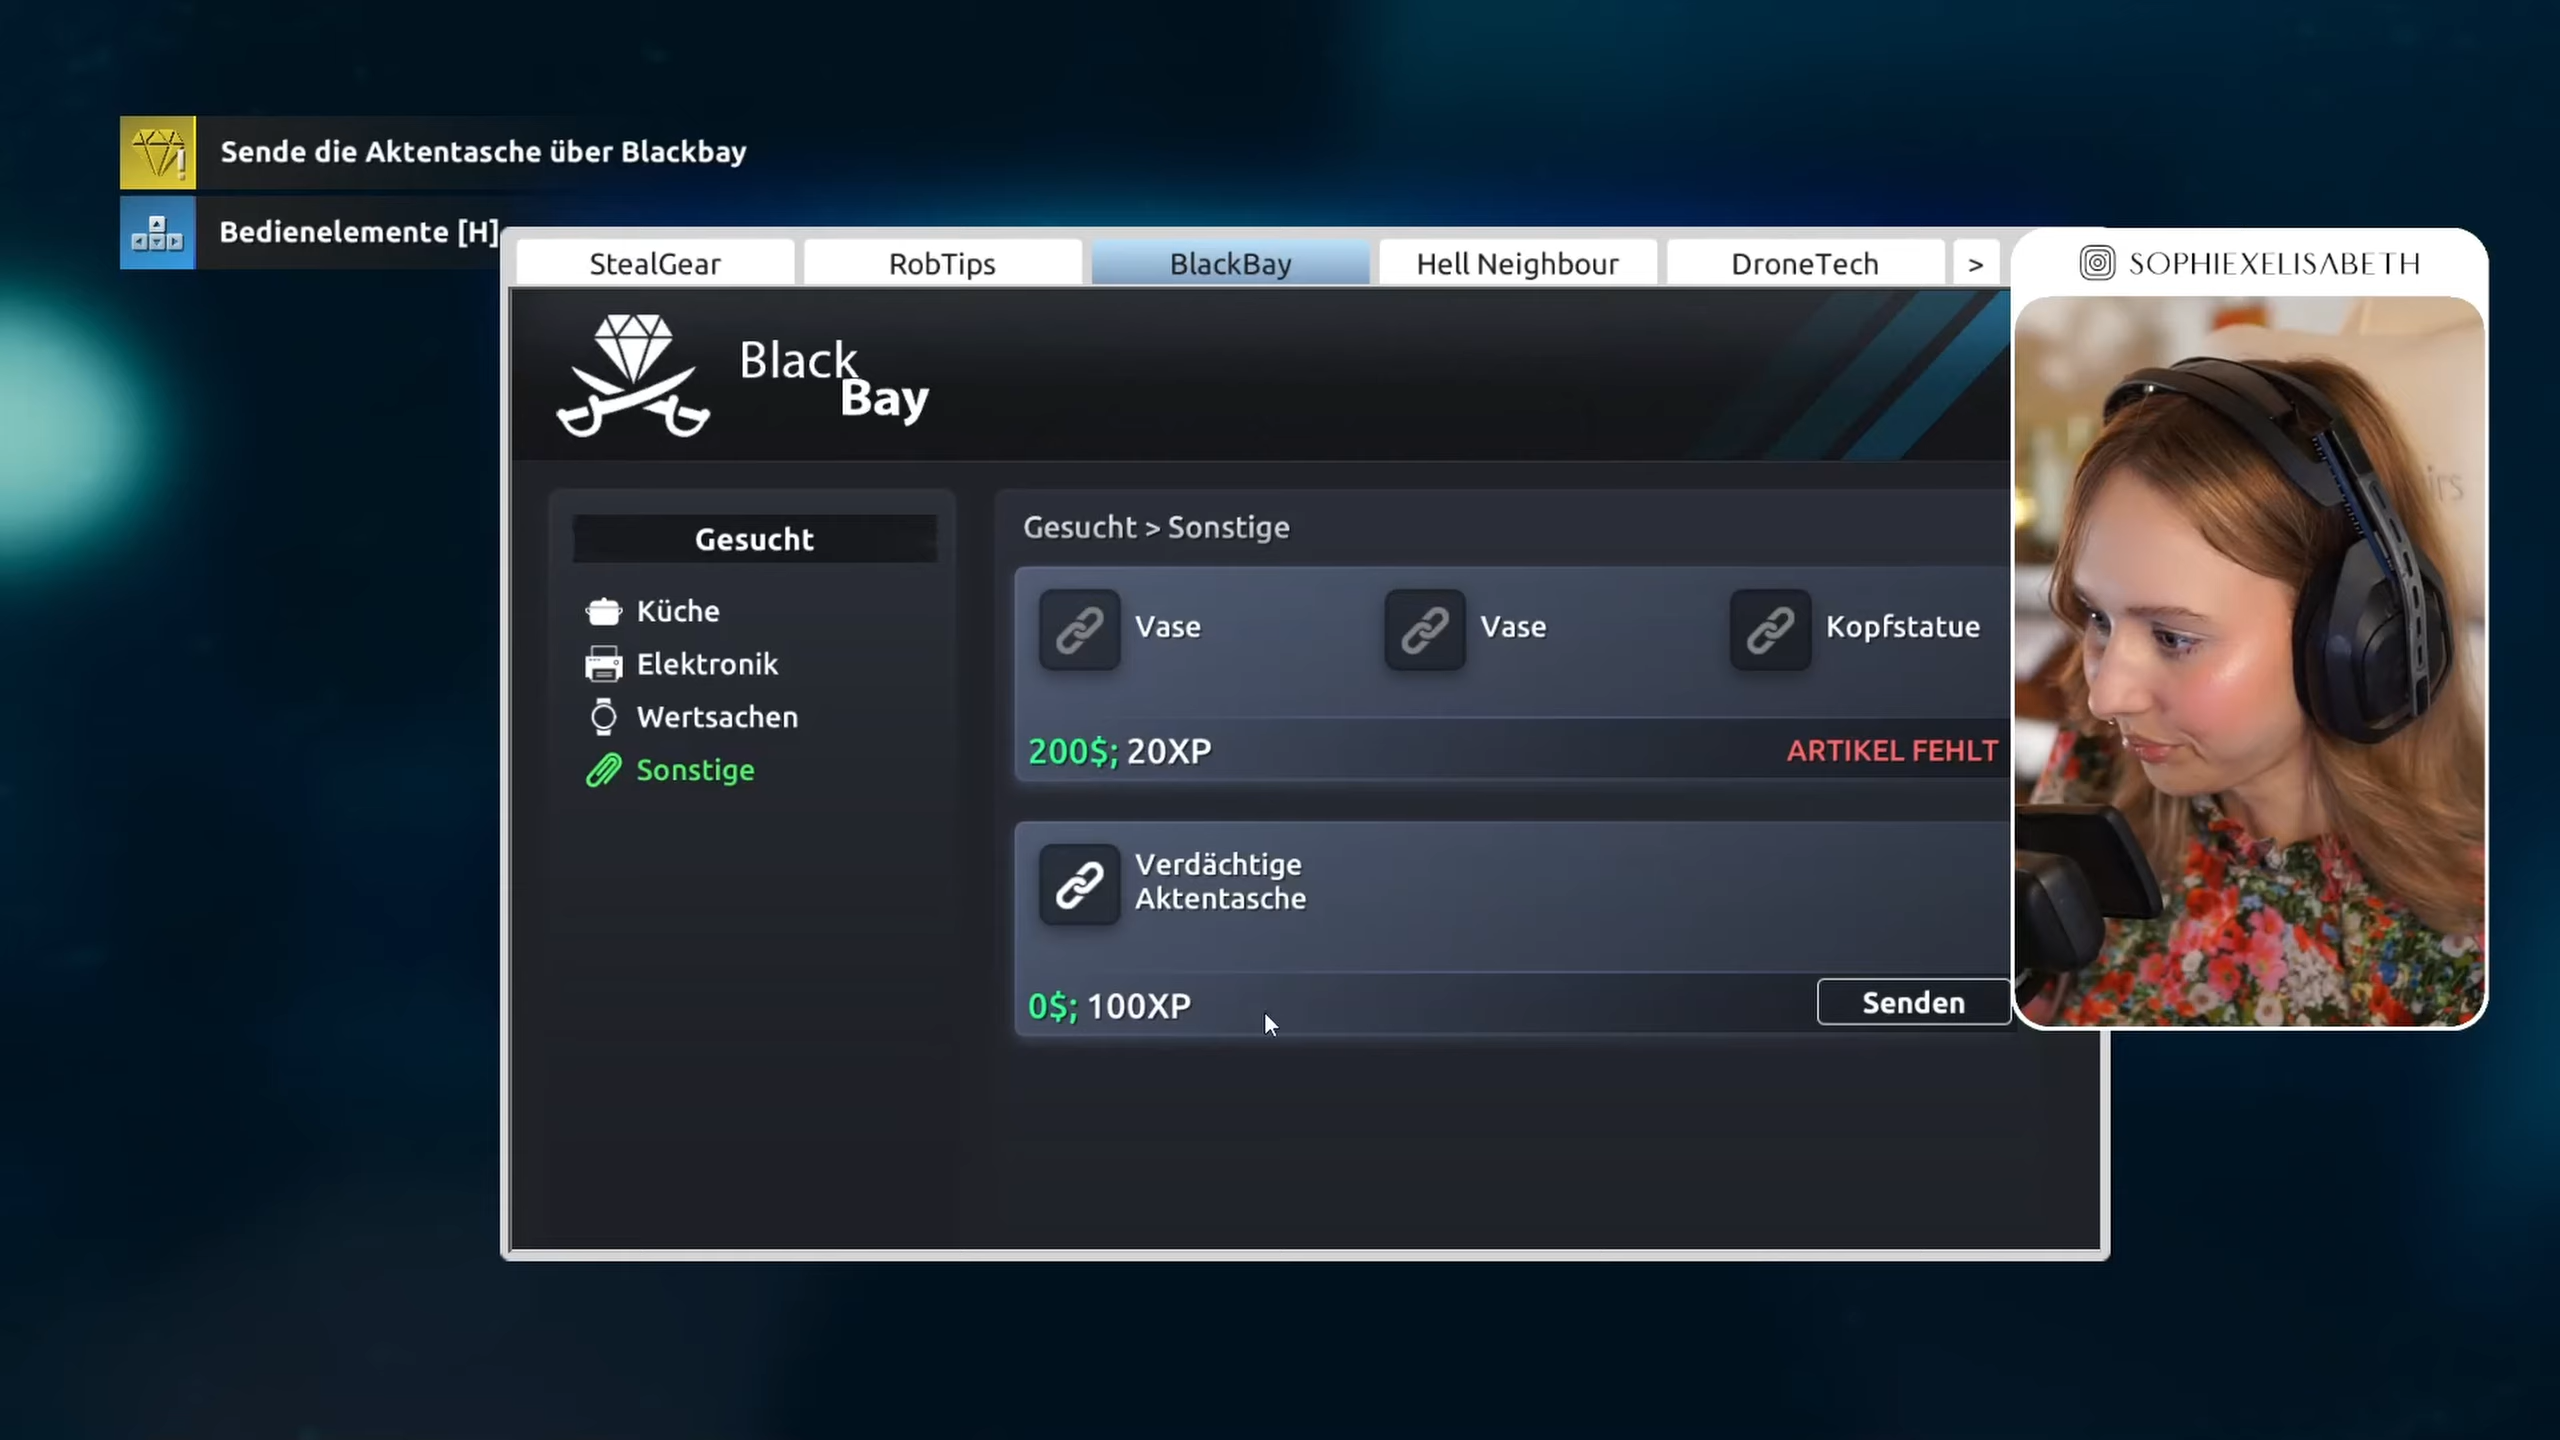 Sende die Aktentasche über Blackbay
Bedienelemente [H]
StealGear
RobTips
BlackBay
Hell Neighbour
DroneTech
>
SOPHIEXELISABETH
Black
Bay
Gesucht
Küche
Elektronik
Wertsachen
Sonstige
Gesucht > Sonstige
Vase
Vase
Kopfstatue
200$; 20XP
ARTIKEL FEHLT
Verdächtige
Aktentasche
0$; 100XP
Senden